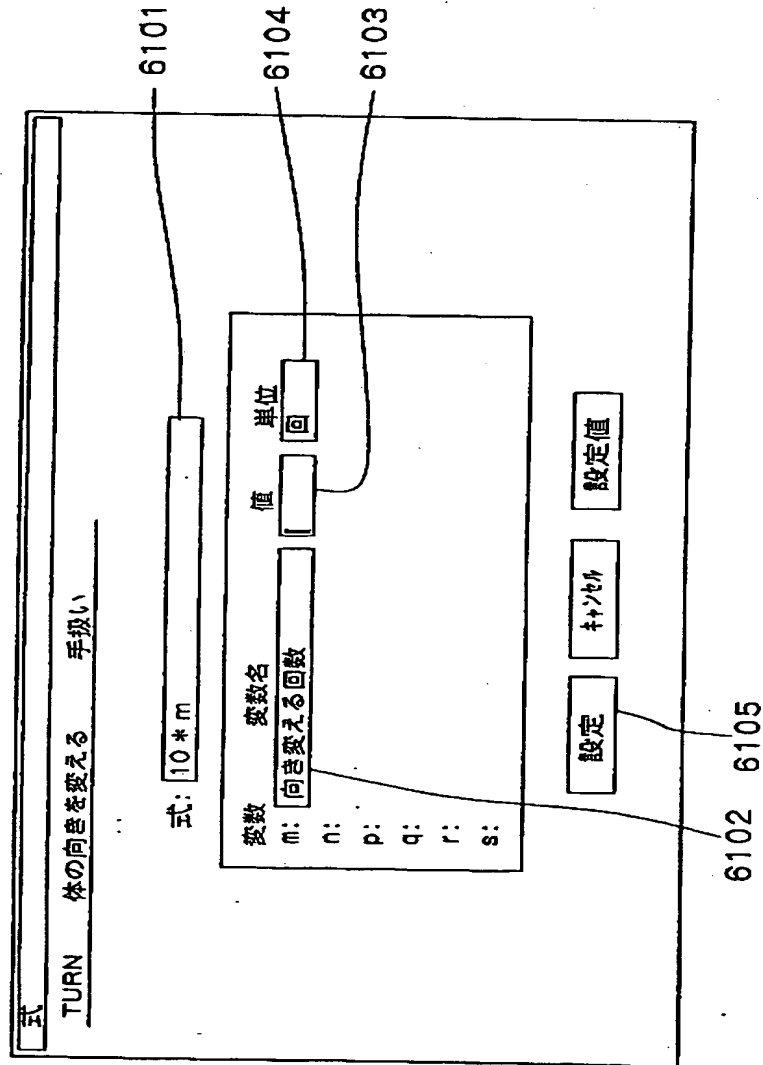 式
TURN 体の向きを変える 手扱い
式: 10*m
変数 変数名 値 単位
m: 向き変える回数 回
n:
p:
q:
r:
s:
設定 キャンセル 設定値
6101
6104
6103
6102
6105